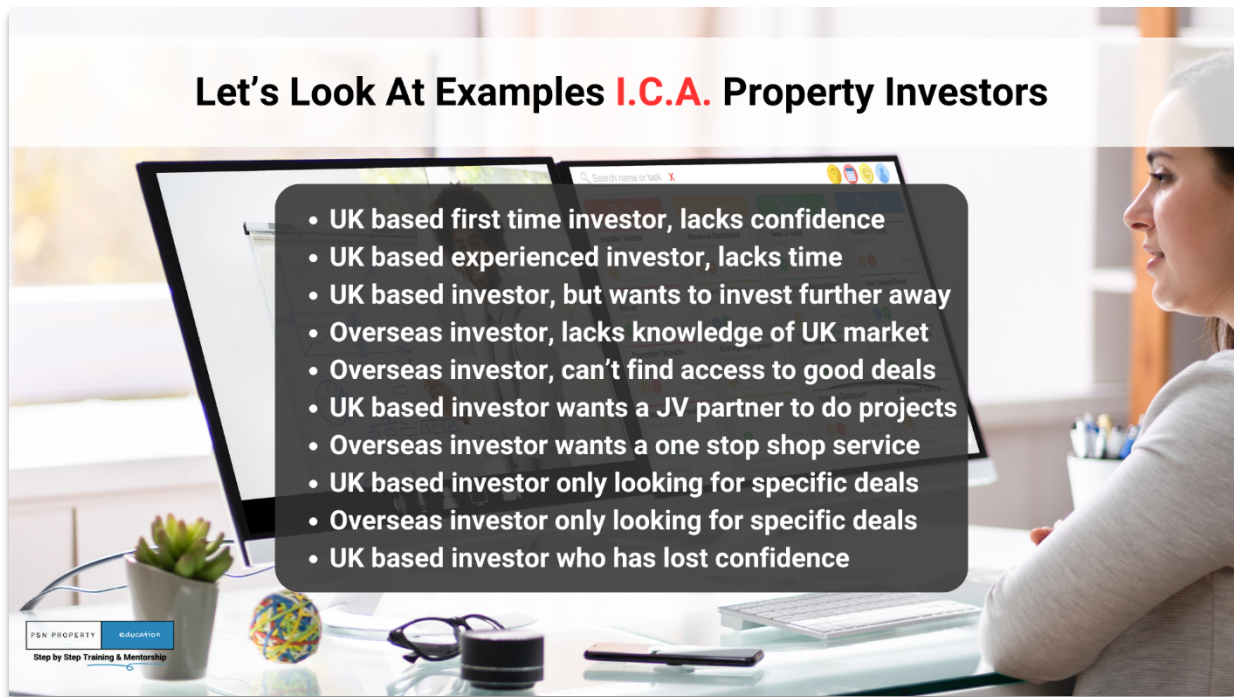 Let's Look At Examples I.C.A. Property Investors
Search name or task X
• UK based first time investor, lacks confidence
• UK based experienced investor, lacks time
• UK based investor, but wants to invest further away
• Overseas investor, lacks knowledge of UK market
• Overseas investor, can't find access to good deals
• UK based investor wants a JV partner to do projects
• Overseas investor wants a one stop shop service
• UK based investor only looking for specific deals
• Overseas investor only looking for specific deals
• UK based investor who has lost confidence
PSN PROPERTY education
Step by Step Training & Mentorship